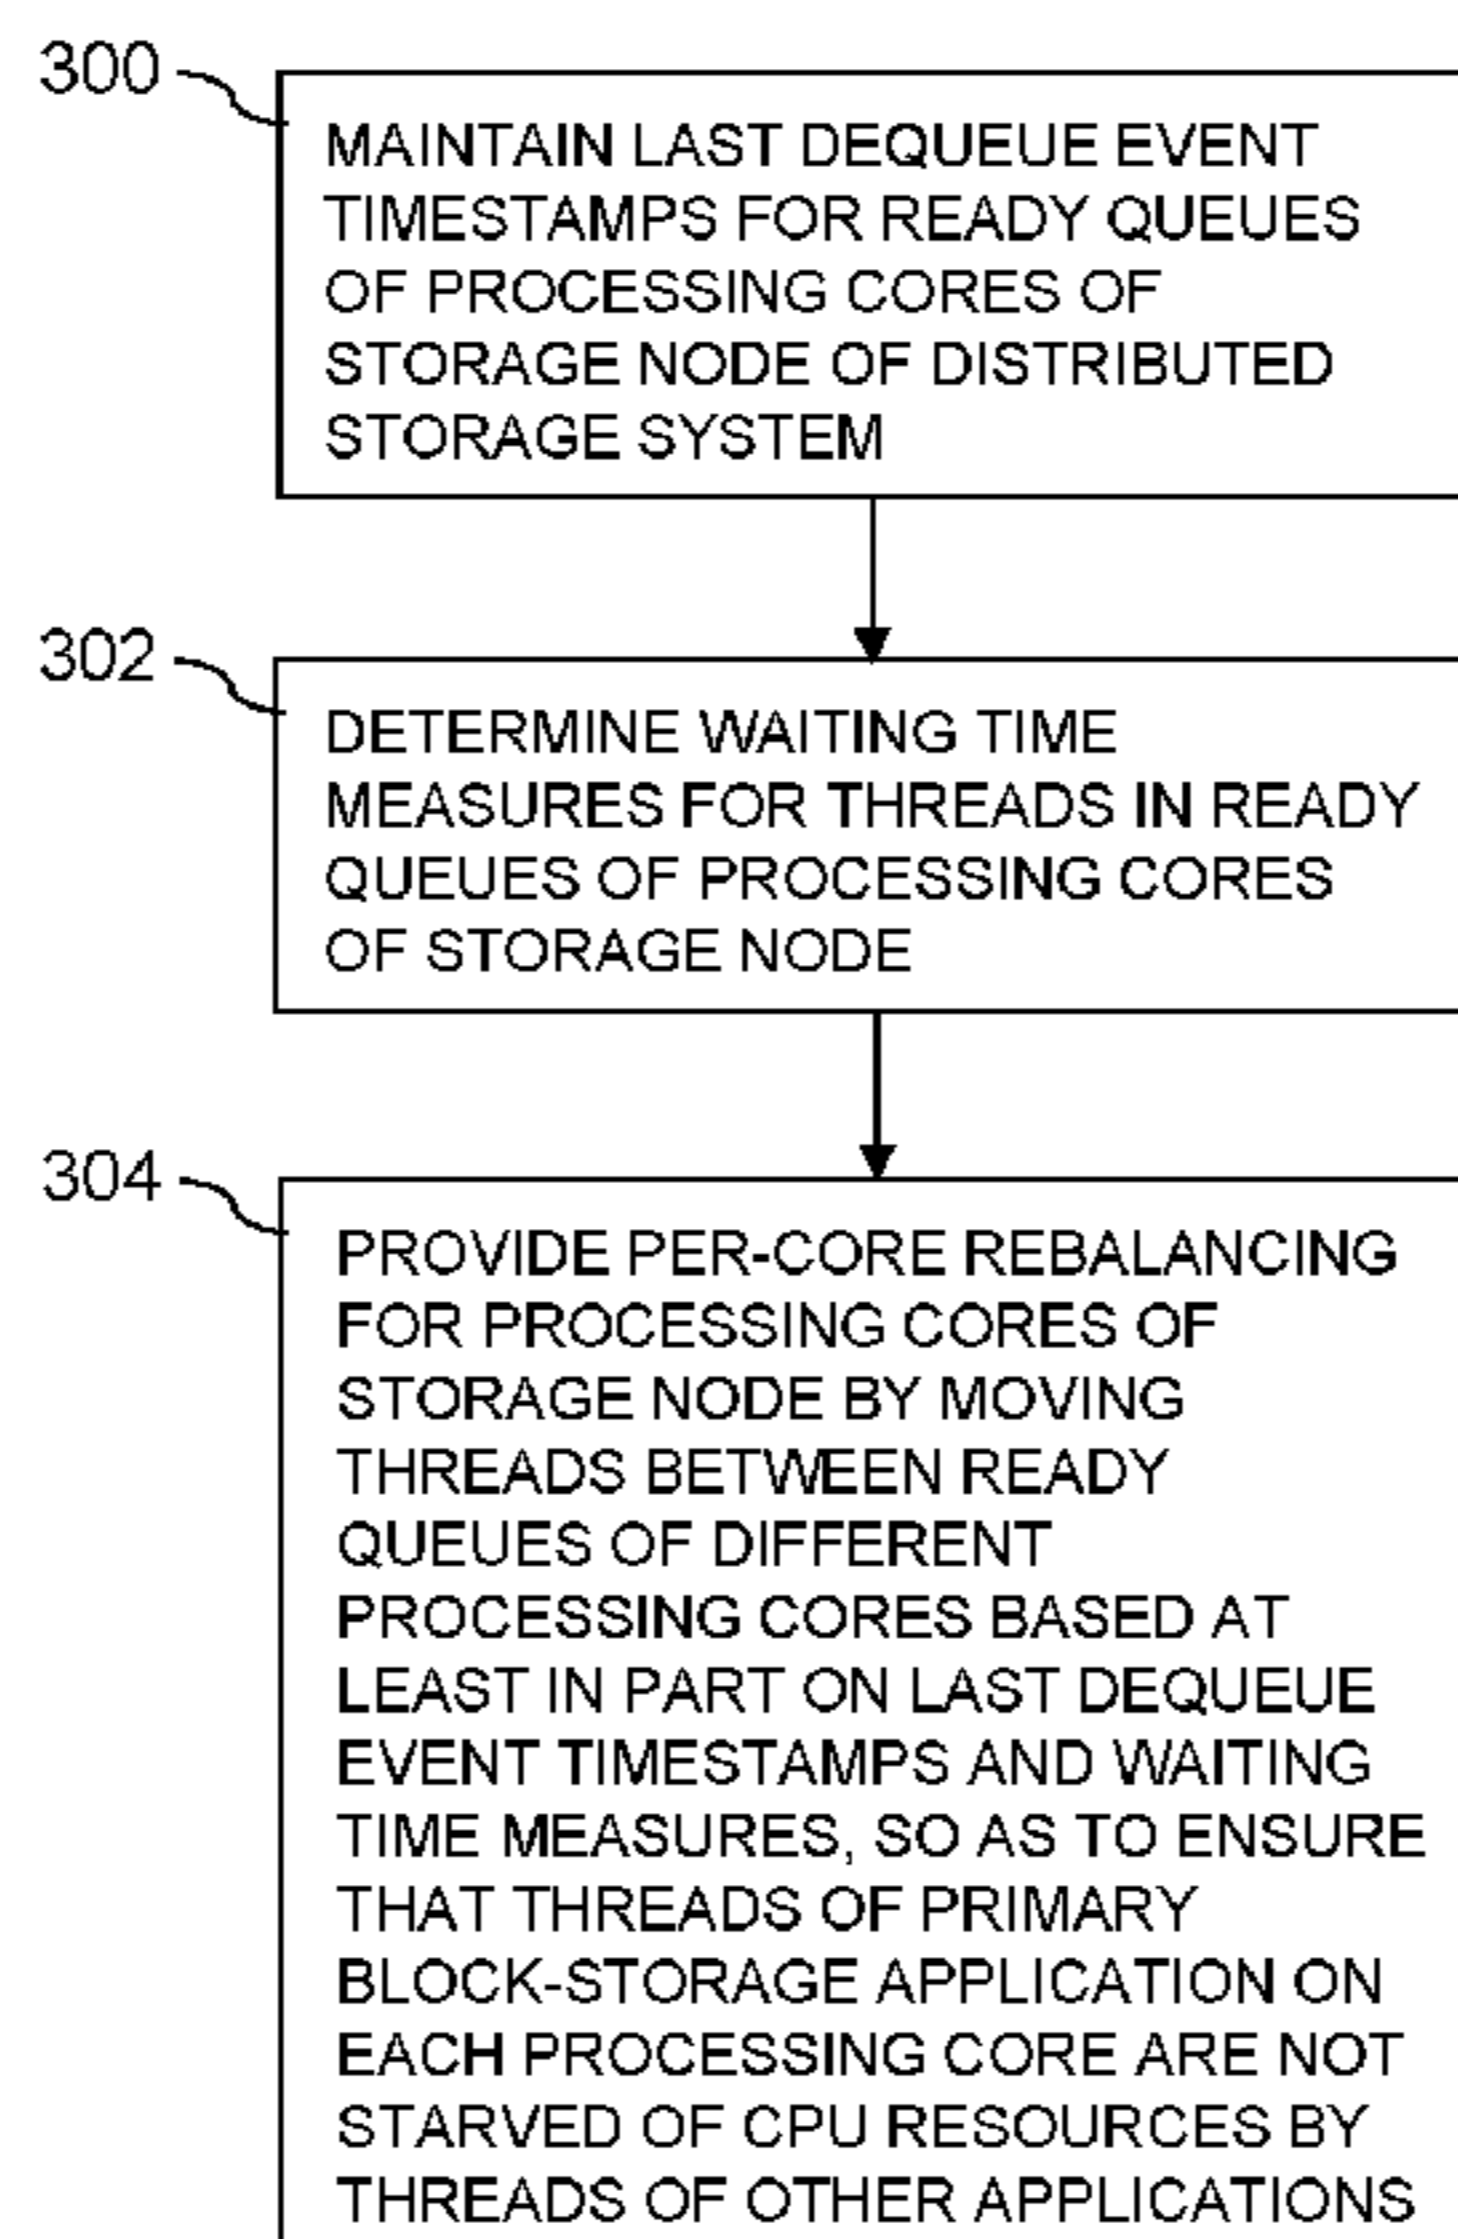 300
MAINTAIN LAST DEQUEUE EVENT
TIMESTAMPS FOR READY QUEUES
OF PROCESSING CORES OF
STORAGE NODE OF DISTRIBUTED
STORAGE SYSTEM
302
DETERMINE WAITING TIME
MEASURES FOR THREADS IN READY
QUEUES OF PROCESSING CORES
OF STORAGE NODE
304
PROVIDE PER-CORE REBALANCING
FOR PROCESSING CORES OF
STORAGE NODE BY MOVING
THREADS BETWEEN READY
QUEUES OF DIFFERENT
PROCESSING CORES BASED AT
LEAST IN PART ON LAST DEQUEUE
EVENT TIMESTAMPS AND WAITING
TIME MEASURES, SO AS TO ENSURE
THAT THREADS OF PRIMARY
BLOCK-STORAGE APPLICATION ON
EACH PROCESSING CORE ARE NOT
STARVED OF CPU RESOURCES BY
THREADS OF OTHER APPLICATIONS